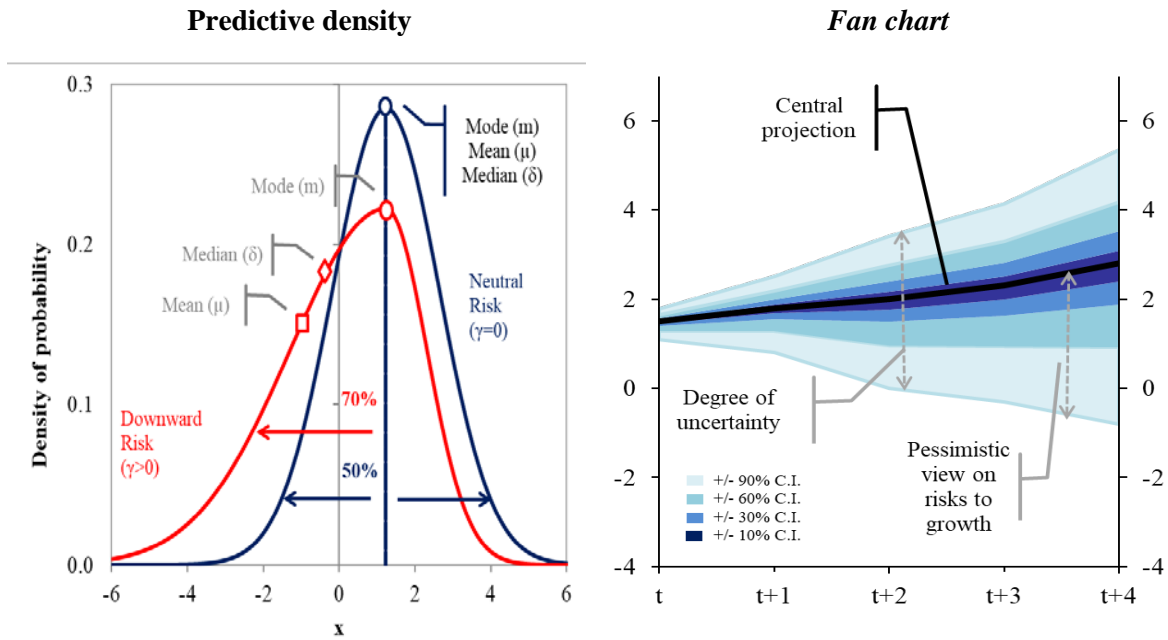 Predictive density
Density of probability
0.3
0.2
0.1
0.0
-6
-4
-2
0
2
4
6
x
Mode (m)
Mean (μ)
Median (δ)
Mode (m)
Median (δ)
Mean (μ)
Neutral
Risk
(γ=0)
Downward
Risk
(γ>0)
70%
50%
Fan chart
6
4
2
0
-2
-4
6
4
2
0
-2
-4
t
t+1
t+2
t+3
t+4
Central
projection
Degree of
uncertainty
Pessimistic
view on
risks to
growth
+/- 90% C.I.
+/- 60% C.I.
+/- 30% C.I.
+/- 10% C.I.